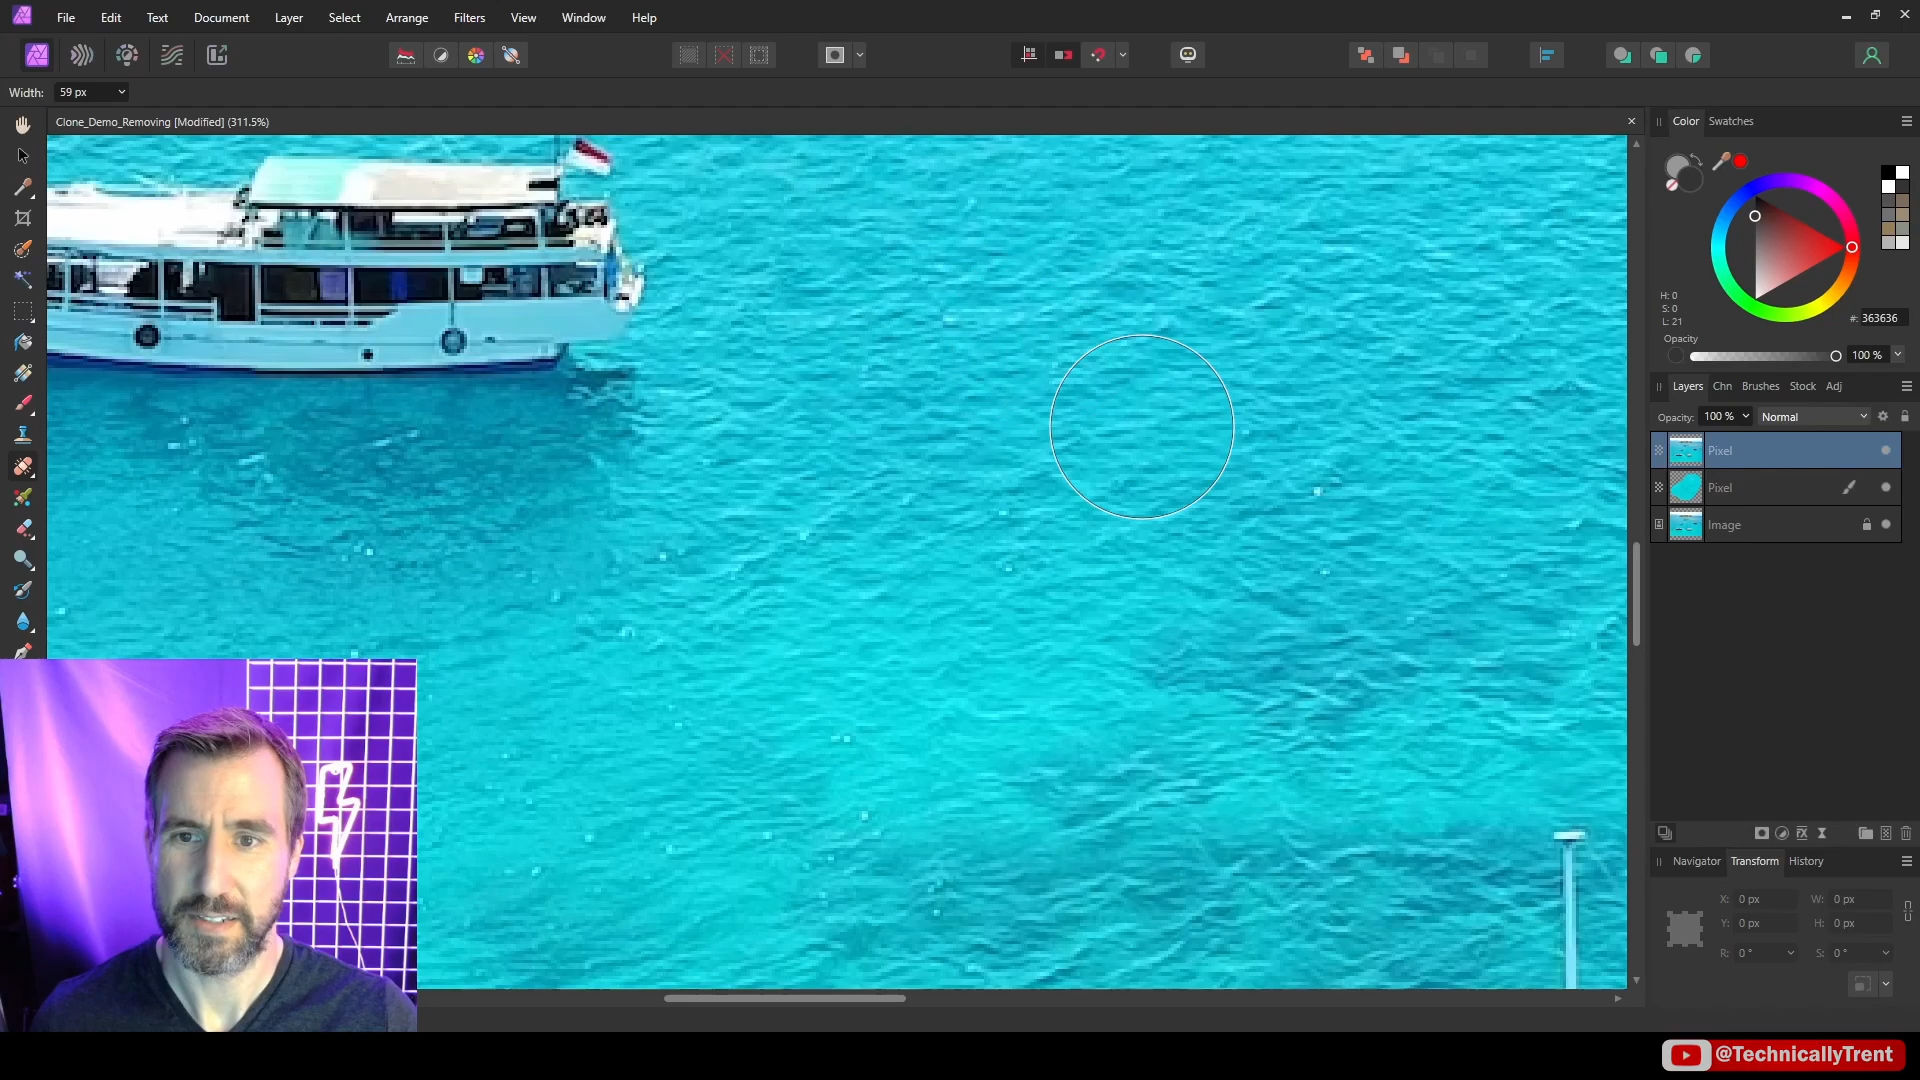 File Edit Text Document Layer Select Arrange Filters View Window Help
Width: 59 px
Clone_Demo_Removing [Modified] (311.5%)
Color Swatches
H: 0
S: 0
L: 21
#: 363636
Opacity
100 %
Layers Chn Brushes Stock Adj
Opacity: 100 % Normal
Pixel
Pixel
Image
fx
Navigator Transform History
X: 0 px W: 0 px
Y: 0 px H: 0 px
R: 0 ° S: 0 °
@TechnicallyTrent